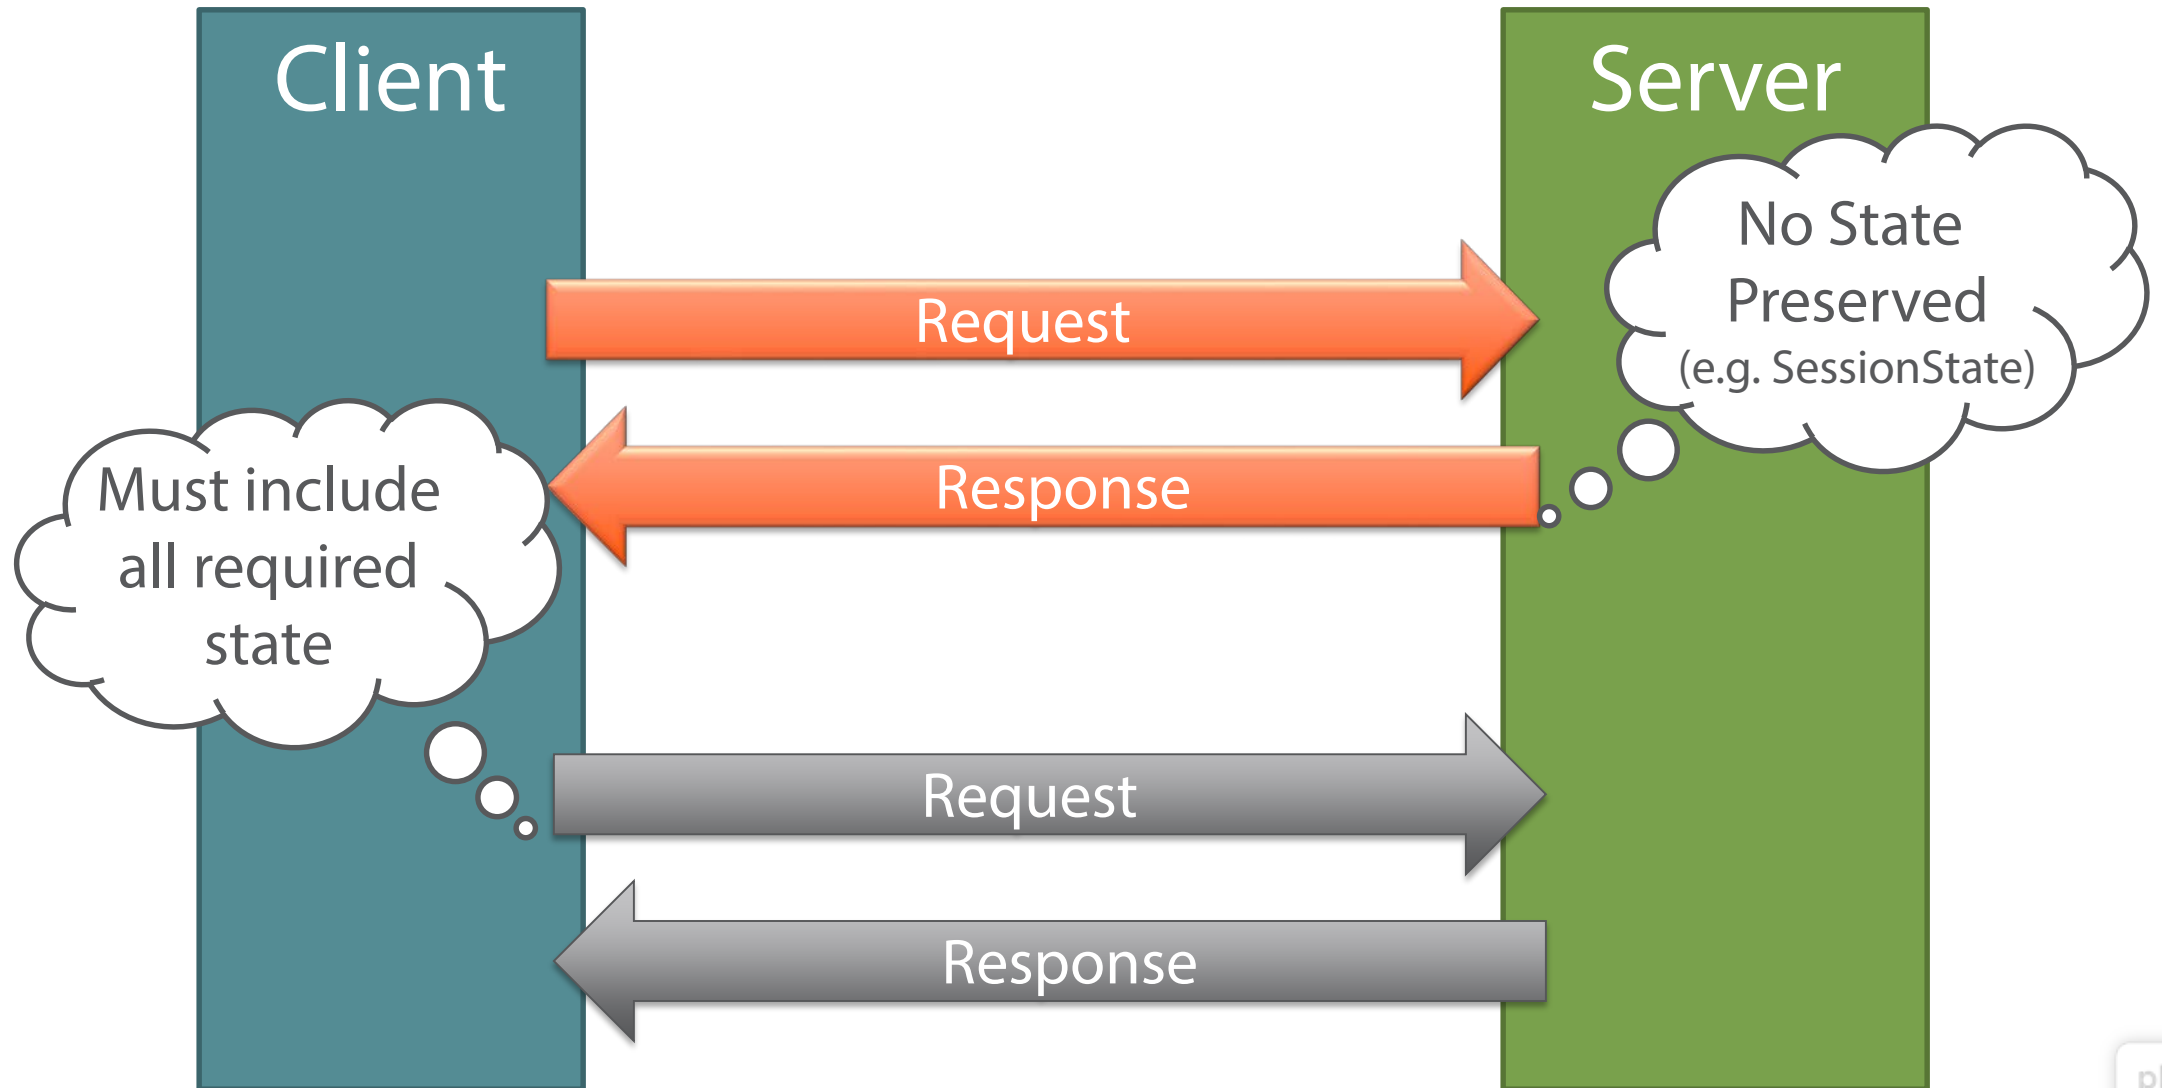 Client
Server
No State
Preserved
(e.g. SessionState)
Request
Response
Must include
all required
state
Request
Response